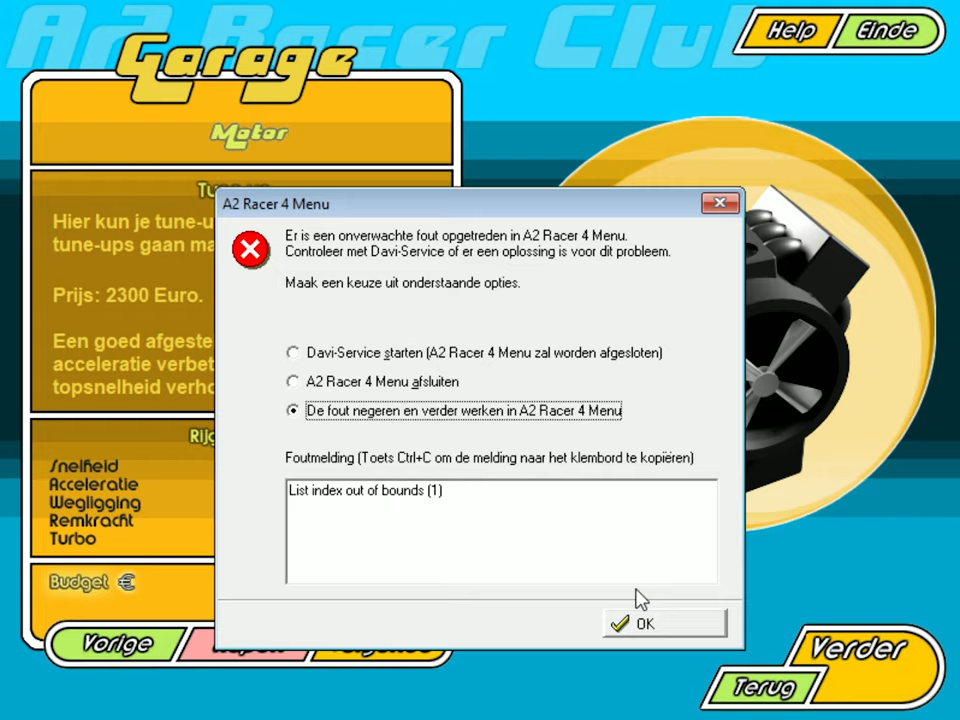 A2 Racer Club
Help
Einde
Garage
Motor
Hier kun je tune-u
tune-ups gaan ma
Prijs: 2300 Euro.
Een goed afgeste
acceleratie verbet
topsnelheid verho
Snelheid
Acceleratie
Wegligging
Remkracht
Turbo
Budget €
Vorige
A2 Racer 4 Menu
Er is een onverwachte fout opgetreden in A2 Racer 4 Menu.
Controleer met Davi-Service of er een oplossing is voor dit probleem.
Maak een keuze uit onderstaande opties.
Davi-Service starten (A2 Racer 4 Menu zal worden afgesloten)
A2 Racer 4 Menu afsluiten
De fout negeren en verder werken in A2 Racer 4 Menu
Foutmelding (Toets Ctrl+C om de melding naar het klembord te kopiëren)
List index out of bounds (1)
OK
Verder
Terug